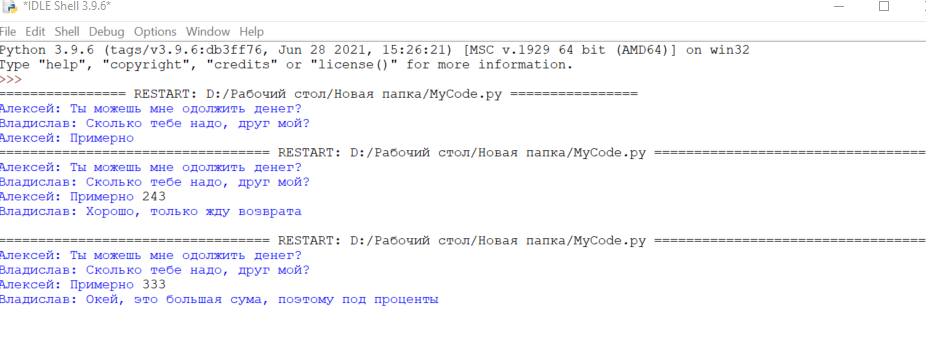 *IDLE Shell 3.9.6*
File Edit Shell Debug Options Window Help
Python 3.9.6 (tags/v3.9.6:db3ff76, Jun 28 2021, 15:26:21) [MSC v.1929 64 bit (AMD64)] on win32
Type "help", "copyright", "credits" or "license()" for more information.
>>>
================ RESTART: D:/Рабочий стол/Новая папка/MyCode.py ================
Алексей: Ты можешь мне одолжить денег?
Владислав: Сколько тебе надо, друг мой?
Алексей: Примерно
================================== RESTART: D:/Рабочий стол/Новая папка/MyCode.py ==================================
Алексей: Ты можешь мне одолжить денег?
Владислав: Сколько тебе надо, друг мой?
Алексей: Примерно 243
Владислав: Хорошо, только жду возврата
================================== RESTART: D:/Рабочий стол/Новая папка/MyCode.py ==================================
Алексей: Ты можешь мне одолжить денег?
Владислав: Сколько тебе надо, друг мой?
Алексей: Примерно 333
Владислав: Окей, это большая сума, поэтому под проценты